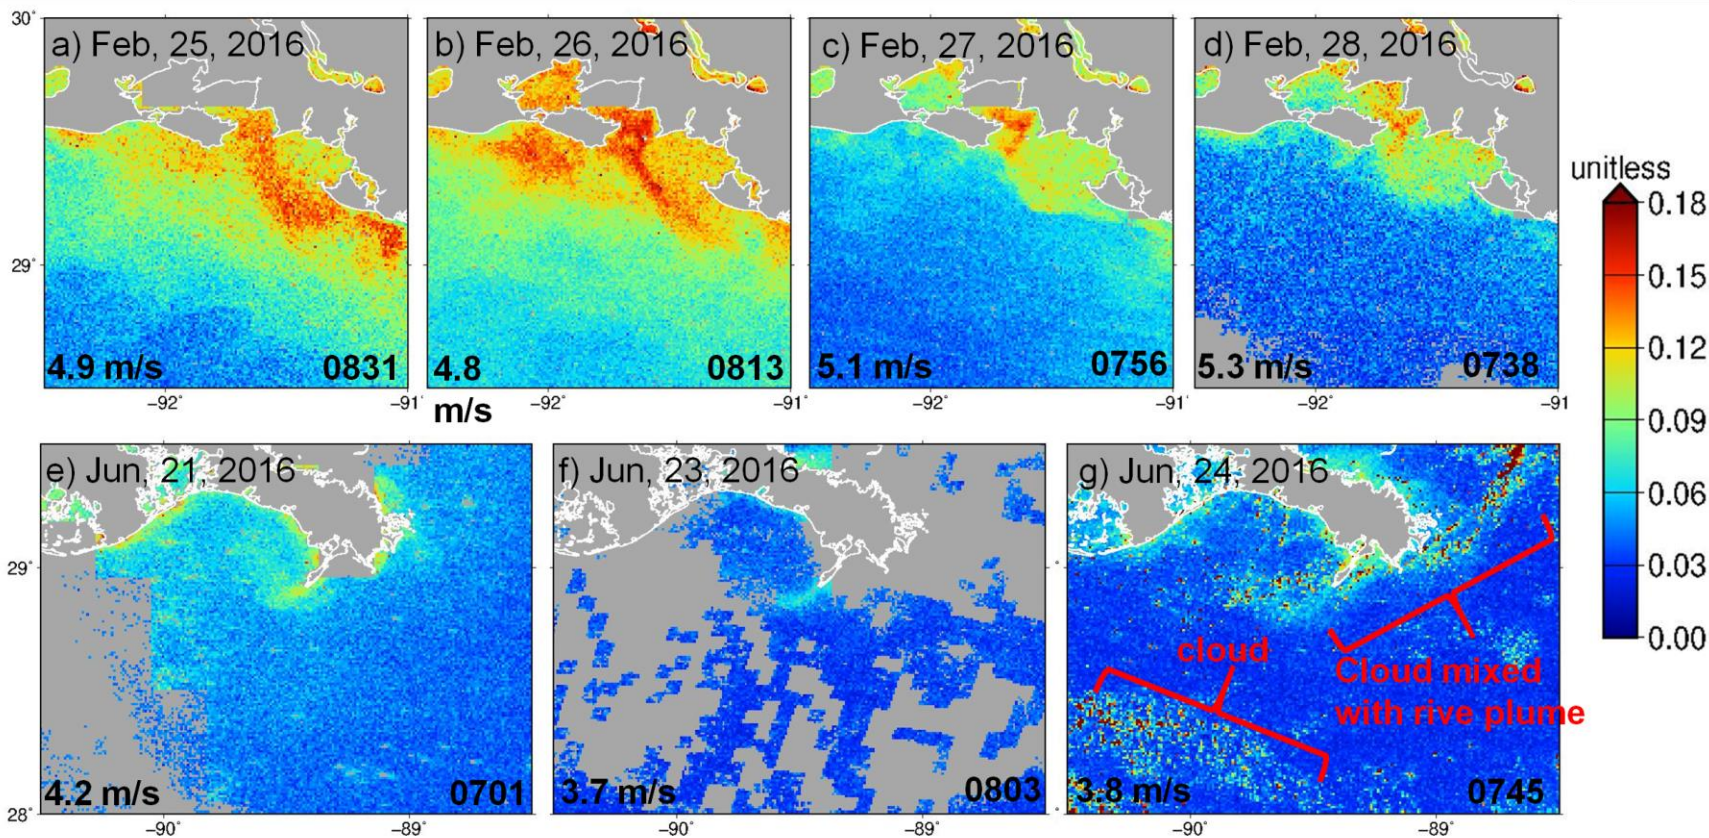 30°
29°
a) Feb, 25, 2016
4.9 m/s
0831
−92°
−91°
b) Feb, 26, 2016
4.8
m/s
0813
−92°
−91°
c) Feb, 27, 2016
5.1 m/s
0756
−92°
−91°
d) Feb, 28, 2016
5.3 m/s
0738
−92°
−91
unitless
0.18
0.15
0.12
0.09
0.06
0.03
0.00
29°
28°
e) Jun, 21, 2016
4.2 m/s
0701
−90°
−89°
f) Jun, 23, 2016
3.7 m/s
0803
−90°
−89°
g) Jun, 24, 2016
cloud
Cloud mixed
with rive plume
3.8 m/s
0745
−90°
−89°